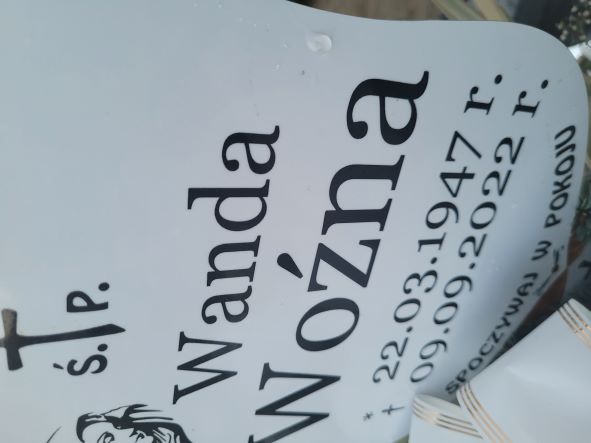 Ś. P.
Wanda
Woźna
* 22.03.1947 r.
† 09.09.2022 r.
SPOCZYWAJ W POKOJU